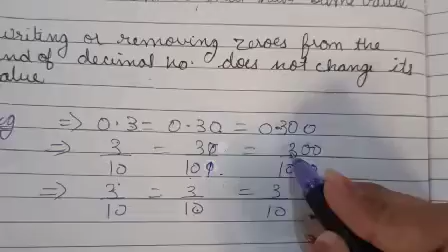 writing or removing zeroes from the
end of decimal no. does not change its
value
eg ⇒ 0.3 = 0.30 = 0.300
⇒ 3/10 = 30/100 = 300
⇒ 3/10 = 3/10 = 3/10